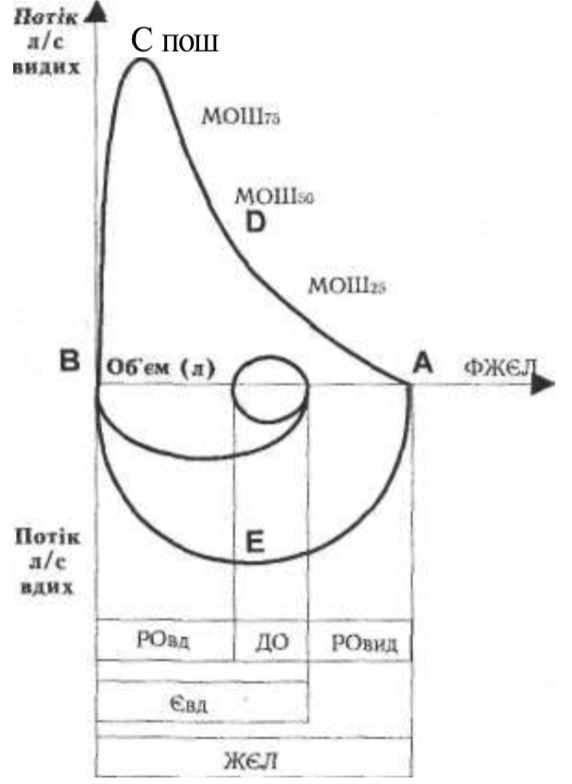 Потік
л/с
видих
С пош
МОШ75
МОШ50
D
МОШ25
В
Об'єм (л)
А
ФЖЄЛ
Е
Потік
л/с
вдих
РОвд
ДО
РОвид
Євд
ЖЄЛ